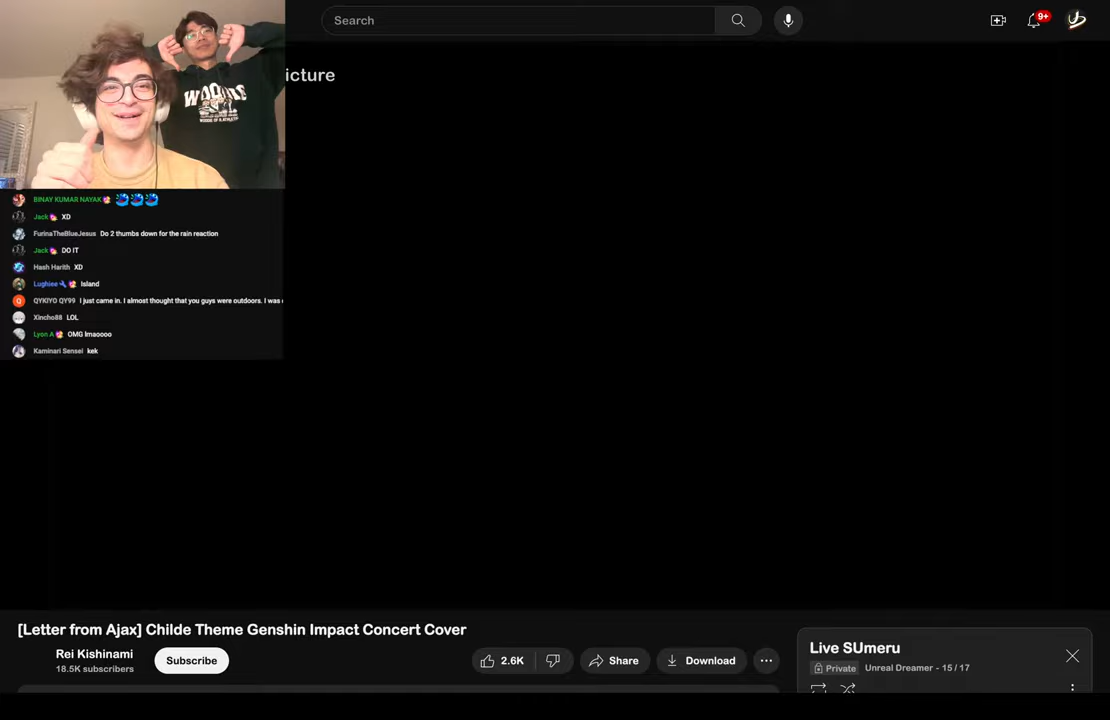 Search
9+
icture
BINAY KUMAR NAYAK
Jack XD
FurinaTheBlueJesus Do 2 thumbs down for the rain reaction
Jack DO IT
Hash Harith XD
Lughiee Island
Q QYKIYO QY99 I just came in. I almost thought that you guys were outdoors. I was
Xincho88 LOL
Lyon A OMG lmaoooo
Kaminari Sensei kek
[Letter from Ajax] Childe Theme Genshin Impact Concert Cover
Rei Kishinami
18.5K subscribers
Subscribe
2.6K
Share
Download
Live SUmeru
Private Unreal Dreamer - 15 / 17